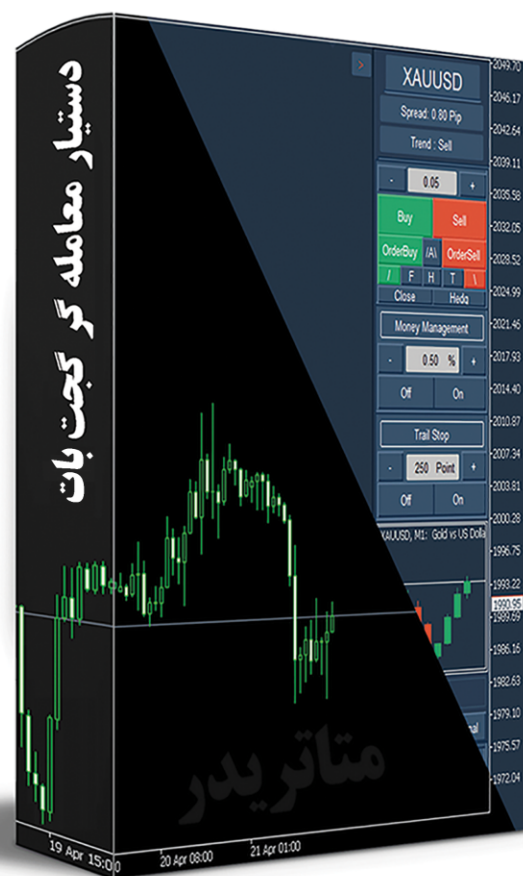 دستیار معامله گر گجت بات
>
XAUUSD
Spread: 0.80 Pip
Trend : Sell
- 0.05 +
Buy Sell
OrderBuy /A\ OrderSell
/ F H T \
Close Hedg
Money Management
- 0.50 % +
Off On
Trail Stop
- 250 Point +
Off On
XAUUSD, M1: Gold vs US Dolla
2049.70
2046.17
2042.64
2039.11
2035.58
2032.05
2028.52
2024.99
2021.46
2017.93
2014.40
2010.87
2007.34
2003.81
2000.28
1996.75
1993.22
1990.95
1989.69
1986.16
1982.63
1979.10
1975.57
1972.04
متاتریدر
19 Apr 15:00
20 Apr 08:00
21 Apr 01:00